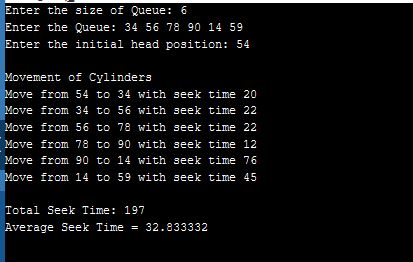 Enter the size of Queue: 6
Enter the Queue: 34 56 78 90 14 59
Enter the initial head position: 54
Movement of Cylinders
Move from 54 to 34 with seek time 20
Move from 34 to 56 with seek time 22
Move from 56 to 78 with seek time 22
Move from 78 to 90 with seek time 12
Move from 90 to 14 with seek time 76
Move from 14 to 59 with seek time 45
Total Seek Time: 197
Average Seek Time = 32.833332